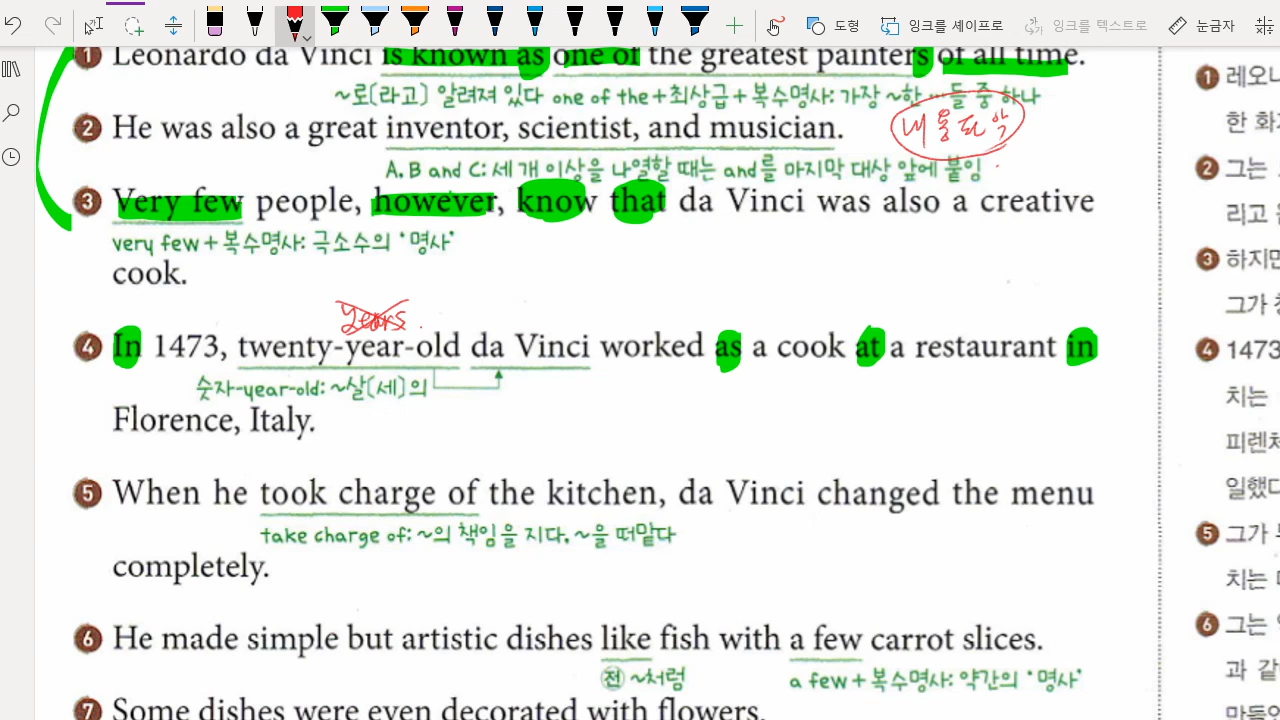 도형
잉크를 셰이프로
잉크를 텍스트로
눈금자
1 Leonardo da Vinci is known as one of the greatest painters of all time.
~로(라고) 알려져 있다 one of the+최상급+복수명사: 가장 ~한 …들 중 하나
2 He was also a great inventor, scientist, and musician.
A, B and C: 세 개 이상을 나열할 때는 and를 마지막 대상 앞에 붙임
3 Very few people, however, know that da Vinci was also a creative
very few+복수명사: 극소수의 '명사'
cook.
years
4 In 1473, twenty-year-old da Vinci worked as a cook at a restaurant in
숫자-year-old: ~살(세)의
Florence, Italy.
5 When he took charge of the kitchen, da Vinci changed the menu
take charge of: ~의 책임을 지다, ~을 떠맡다
completely.
6 He made simple but artistic dishes like fish with a few carrot slices.
전 ~처럼
a few+복수명사: 약간의 '명사'
7 Some dishes were even decorated with flowers.
1 레오나
한 화
2 그는
리고
3 하지만
그가
4 1473
치는
피렌체
일했다
5 그가
치는
6 그는
과 같
만들